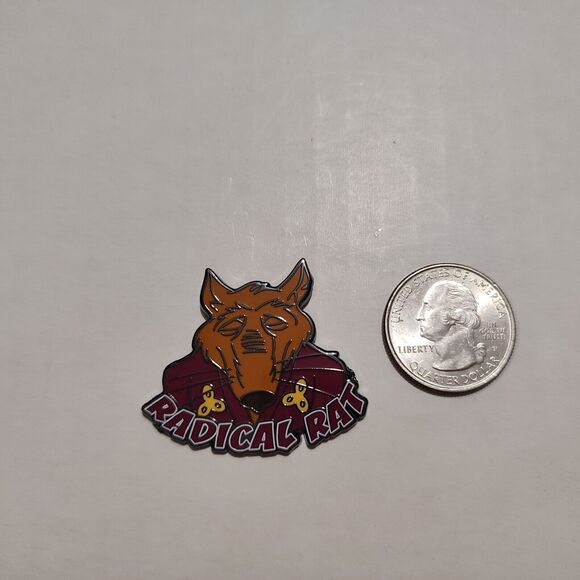 RADICAL RAT
UNITED STATES OF AMERICA
LIBERTY
QUARTER DOLLAR